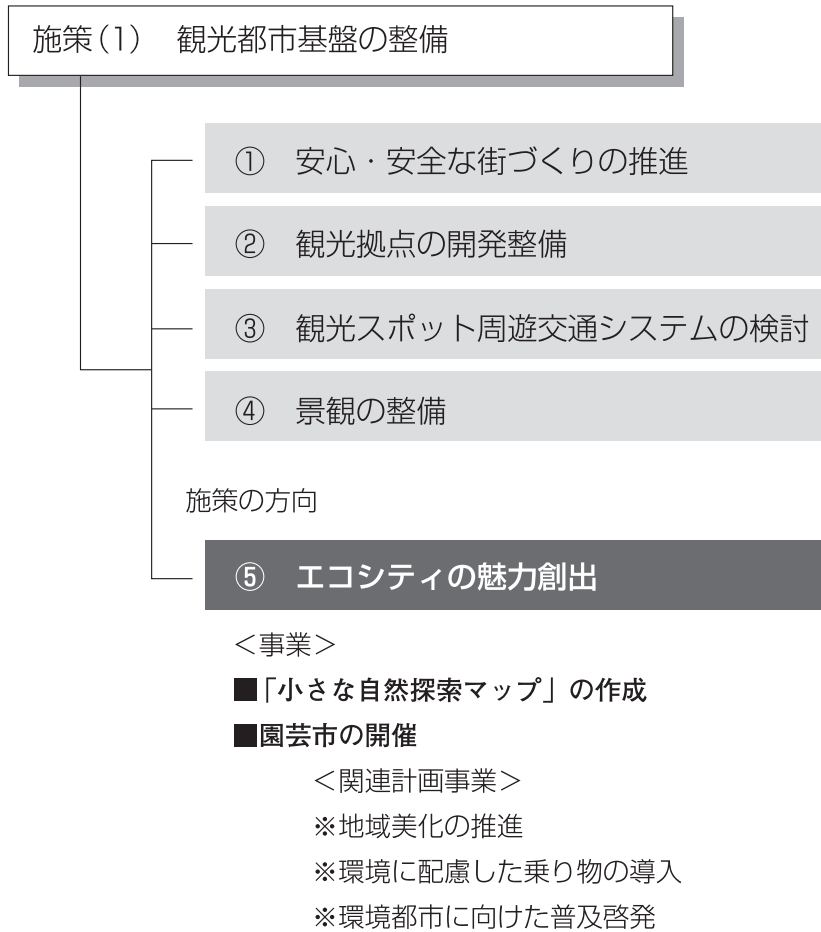 施策（1）　観光都市基盤の整備
①　安心・安全な街づくりの推進
②　観光拠点の開発整備
③　観光スポット周遊交通システムの検討
④　景観の整備
施策の方向
⑤　エコシティの魅力創出
＜事業＞
■「小さな自然探索マップ」の作成
■園芸市の開催
＜関連計画事業＞
※地域美化の推進
※環境に配慮した乗り物の導入
※環境都市に向けた普及啓発